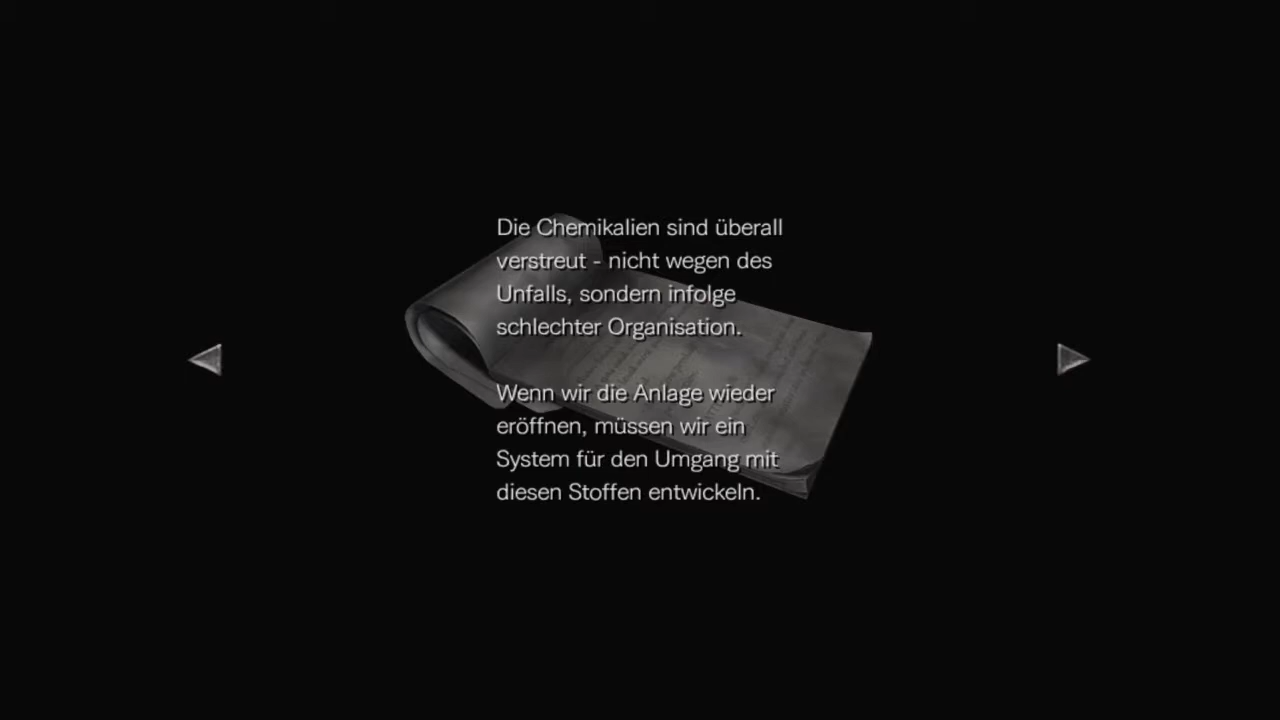 Die Chemikalien sind überall
verstreut - nicht wegen des
Unfalls, sondern infolge
schlechter Organisation.
Wenn wir die Anlage wieder
eröffnen, müssen wir ein
System für den Umgang mit
diesen Stoffen entwickeln.